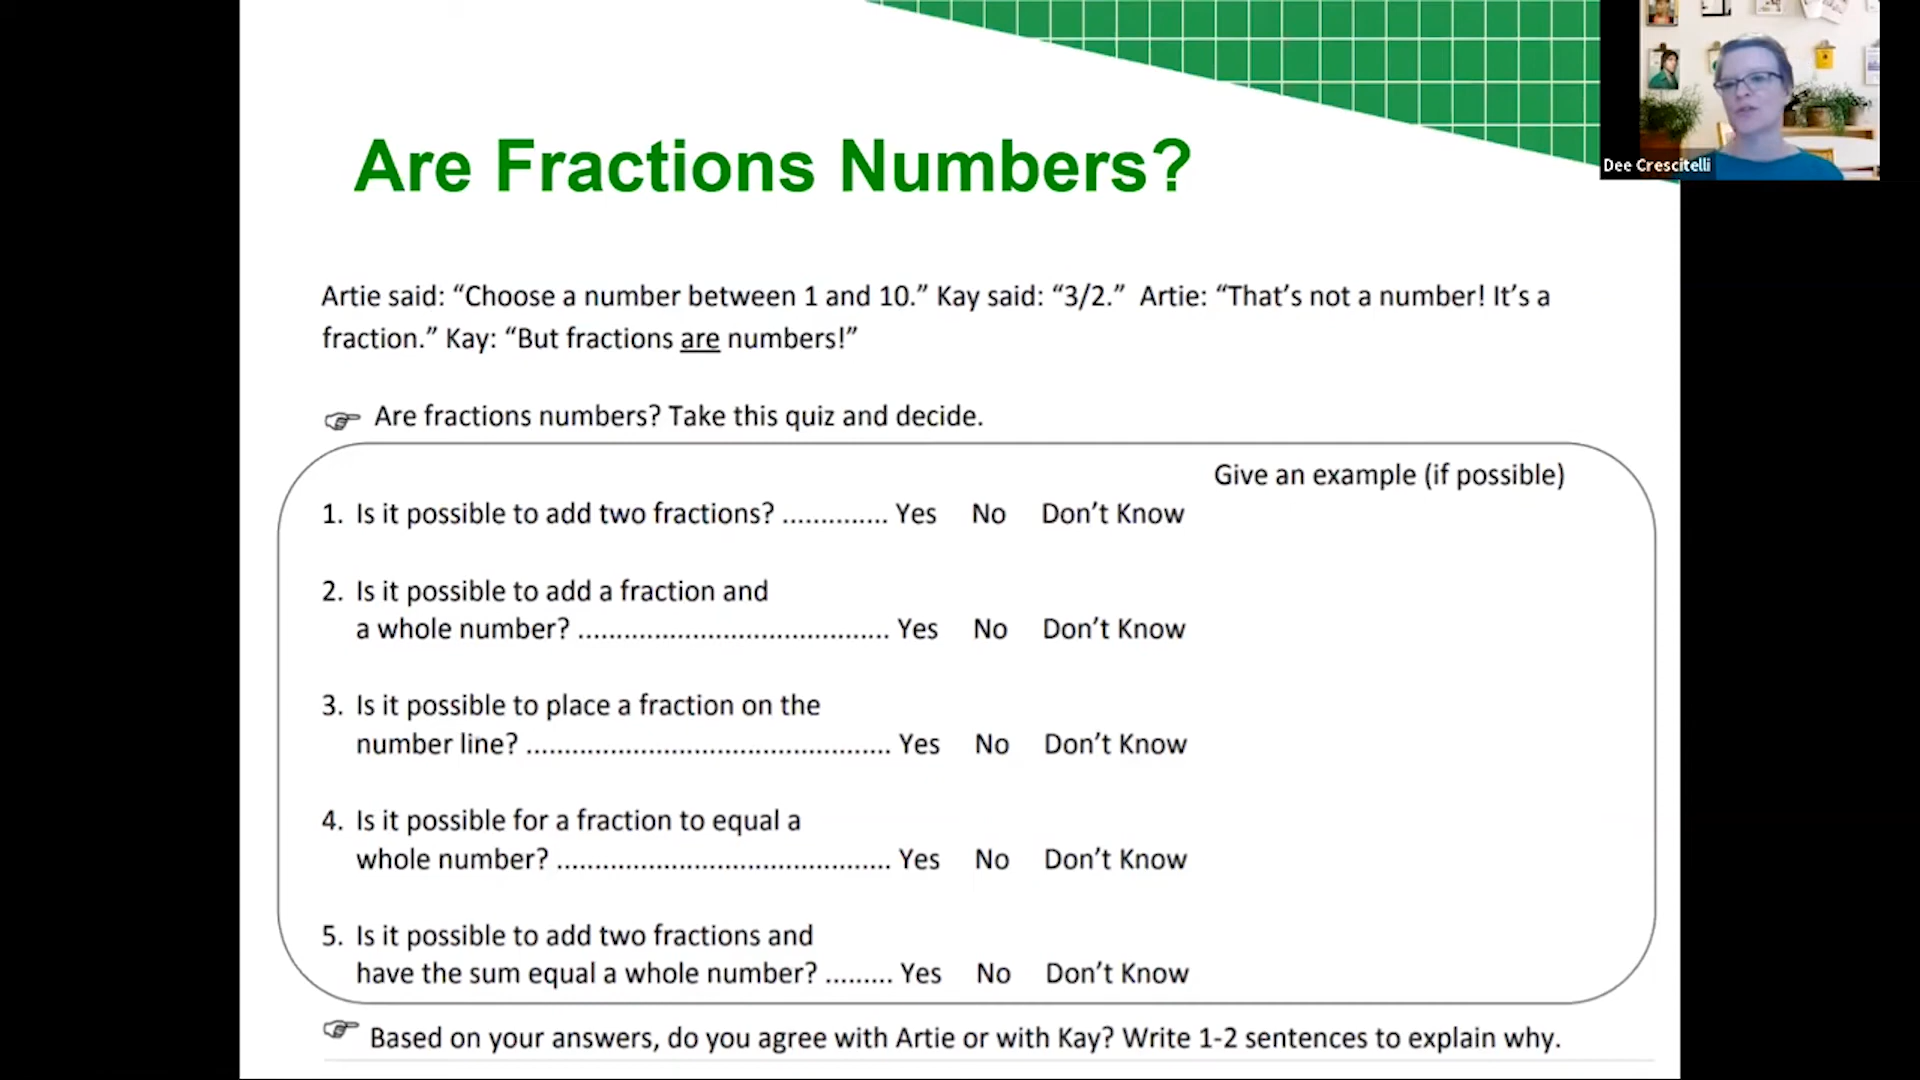 Are Fractions Numbers?
Dee Crescitelli
Artie said: “Choose a number between 1 and 10.” Kay said: “3/2.” Artie: “That’s not a number! It’s a
fraction.” Kay: “But fractions are numbers!”
Are fractions numbers? Take this quiz and decide.
Give an example (if possible)
1. Is it possible to add two fractions? .............. Yes No Don’t Know
2. Is it possible to add a fraction and
a whole number? ......................................... Yes No Don’t Know
3. Is it possible to place a fraction on the
number line? ................................................ Yes No Don’t Know
4. Is it possible for a fraction to equal a
whole number? ............................................ Yes No Don’t Know
5. Is it possible to add two fractions and
have the sum equal a whole number? ......... Yes No Don’t Know
Based on your answers, do you agree with Artie or with Kay? Write 1-2 sentences to explain why.